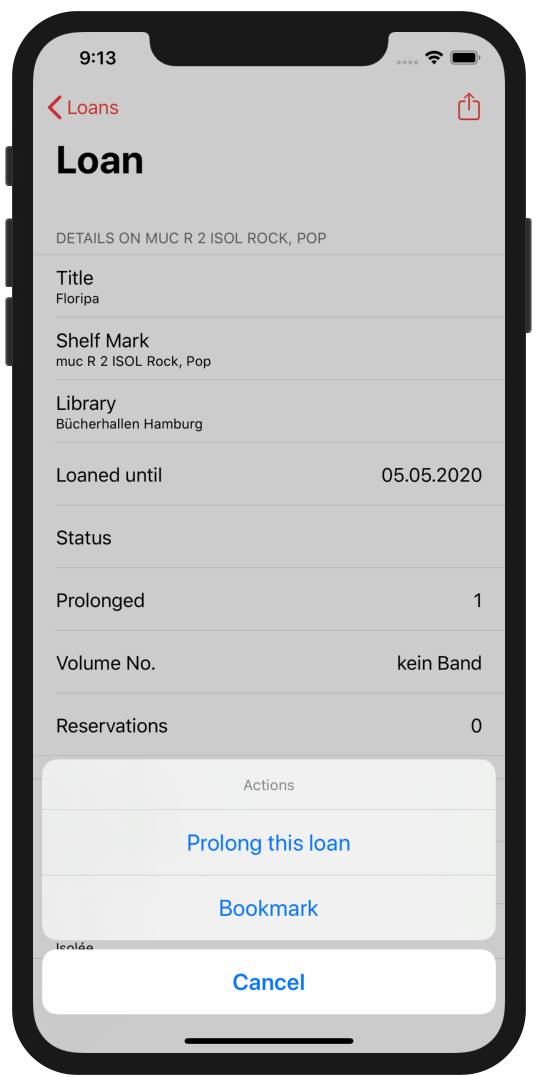 9:13
Loans
Loan
DETAILS ON MUC R 2 ISOL ROCK, POP
Title
Floripa
Shelf Mark
muc R 2 ISOL Rock, Pop
Library
Bücherhallen Hamburg
Loaned until 05.05.2020
Status
Prolonged 1
Volume No. kein Band
Reservations 0
Actions
Prolong this loan
Bookmark
Isolée
Cancel